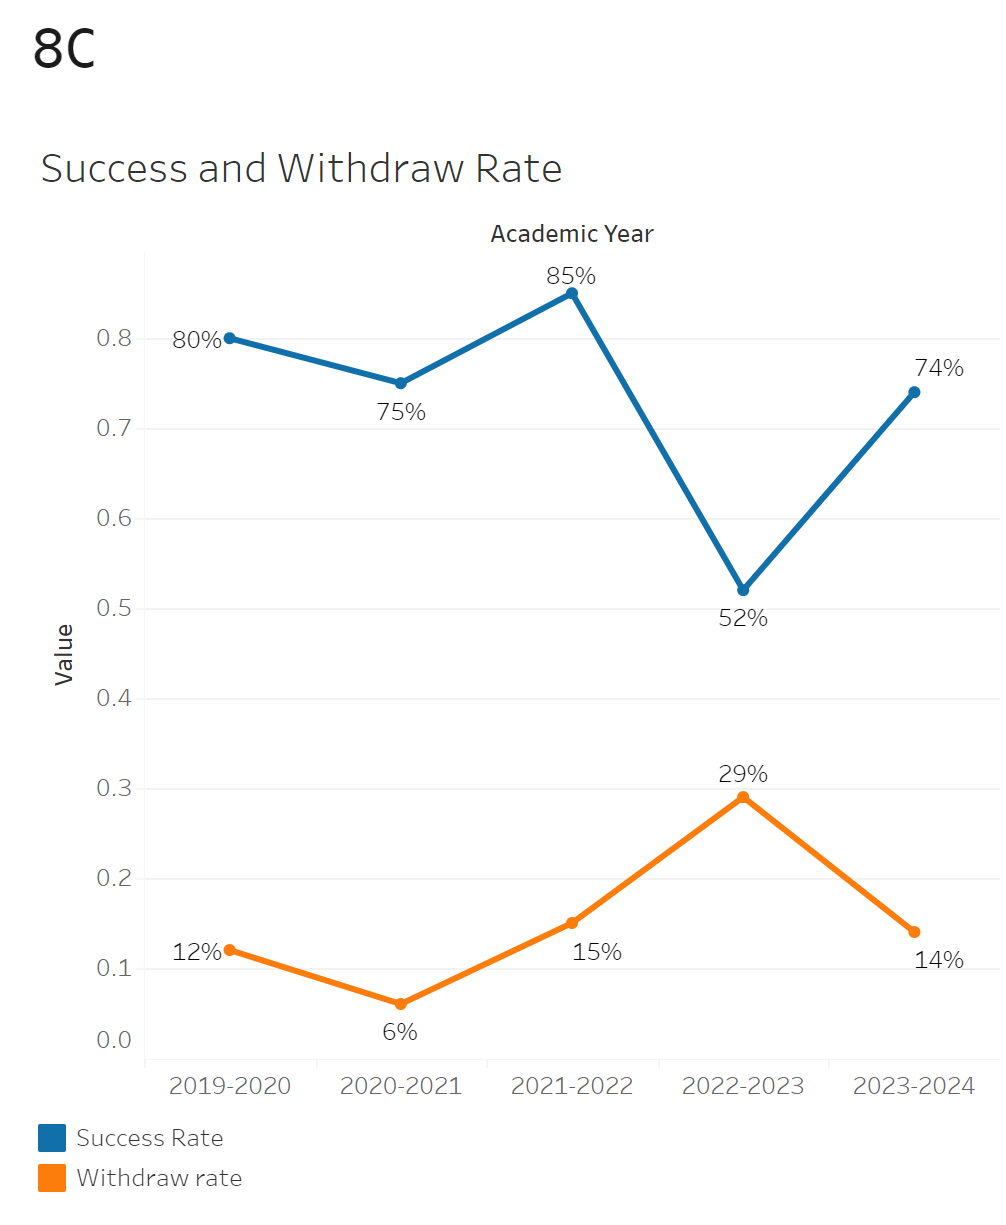 8C
Success and Withdraw Rate
Academic Year
85%
0.8
80%
74%
75%
0.7
0.6
0.5
52%
Value
0.4
29%
0.3
0.2
12%
15%
14%
0.1
6%
0.0
2019-2020 2020-2021 2021-2022 2022-2023 2023-2024
Success Rate
Withdraw rate